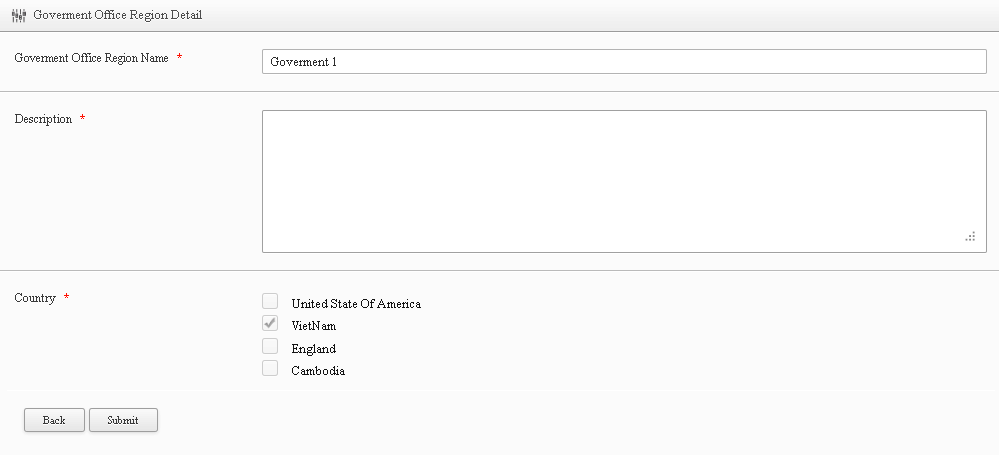 Goverment Office Region Detail
Goverment Office Region Name *
Goverment 1
Description *
Country *
United State Of America
VietNam
England
Cambodia
Back Submit